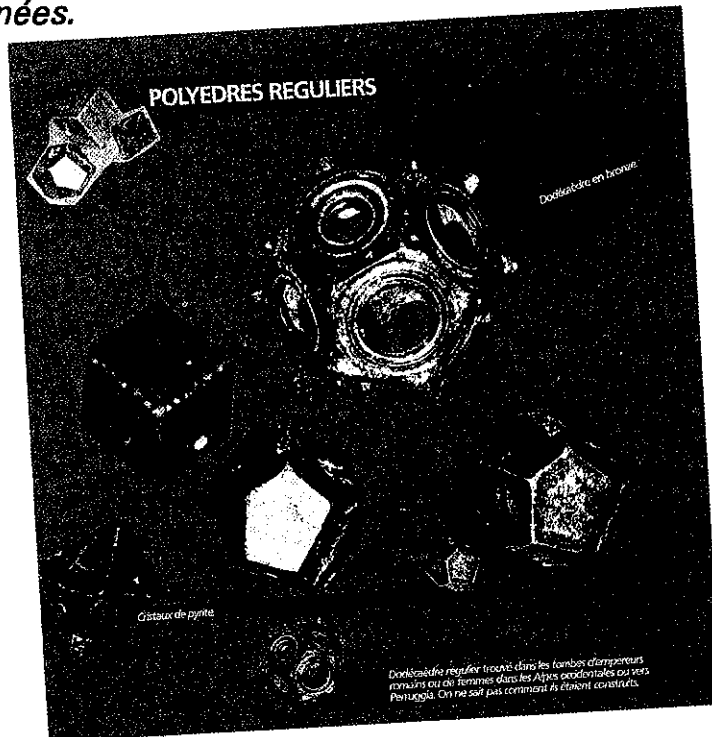 nées.
POLYEDRES REGULIERS
Dodécaèdre en bronze.
Cristaux de pyrite.
Dodécaèdre régulier trouvé dans les tombes d'empereurs
romains ou de femmes dans les Alpes occidentales ou vers
Perruggia. On ne sait pas comment ils étaient construits.